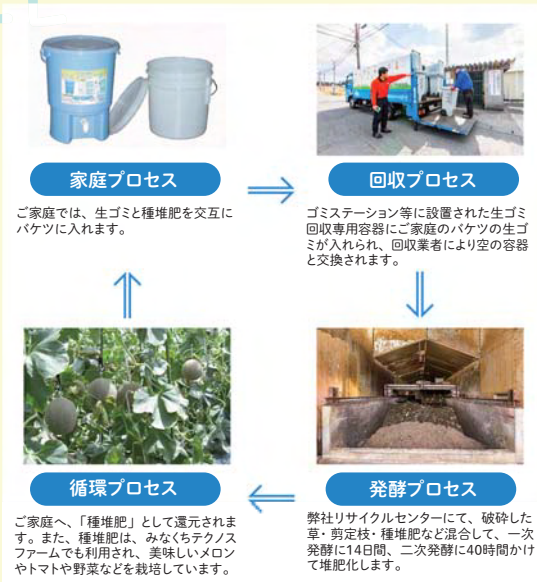 家庭プロセス
ご家庭では、生ゴミと種堆肥を交互に
バケツに入れます。
回収プロセス
ゴミステーション等に設置された生ゴミ
回収専用容器にご家庭のバケツの生ゴ
ミが入れられ、回収業者により空の容器
と交換されます。
発酵プロセス
弊社リサイクルセンターにて、破砕した
草・剪定枝・種堆肥など混合して、一次
発酵に14日間、二次発酵に40時間かけ
て堆肥化します。
循環プロセス
ご家庭へ、「種堆肥」として還元されま
す。また、種堆肥は、みなくちテクノス
ファームでも利用され、美味しいメロン
やトマトや野菜などを栽培しています。